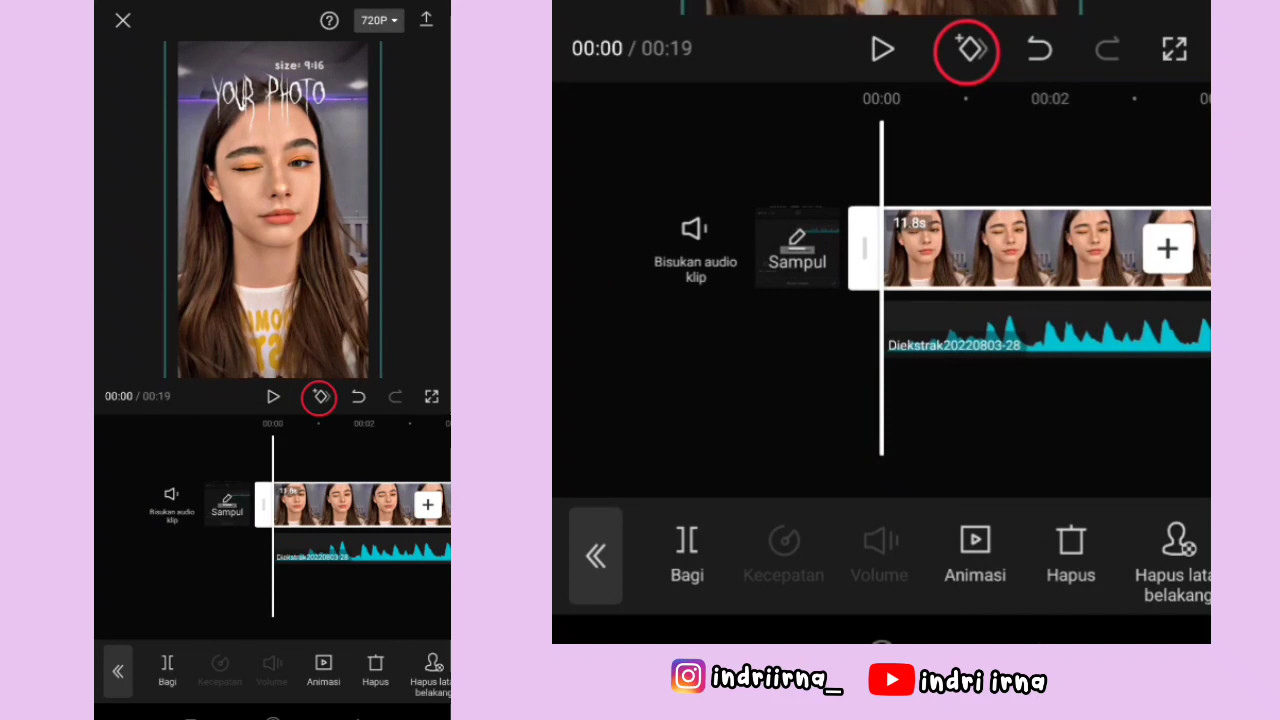 720P
size: 9:16
YOUR PHOTO
00:00 / 00:19
00:00
00:02
Bisukan audio
klip
Sampul
11.8s
Diekstrak20220803-28
Bagi
Kecepatan
Volume
Animasi
Hapus
Hapus lat
belakang
00:00 / 00:19
00:00
00:02
Bisukan audio
klip
Sampul
11.8s
Diekstrak20220803-28
Bagi
Kecepatan
Volume
Animasi
Hapus
Hapus lata
belakang
indriirna_
indri irna